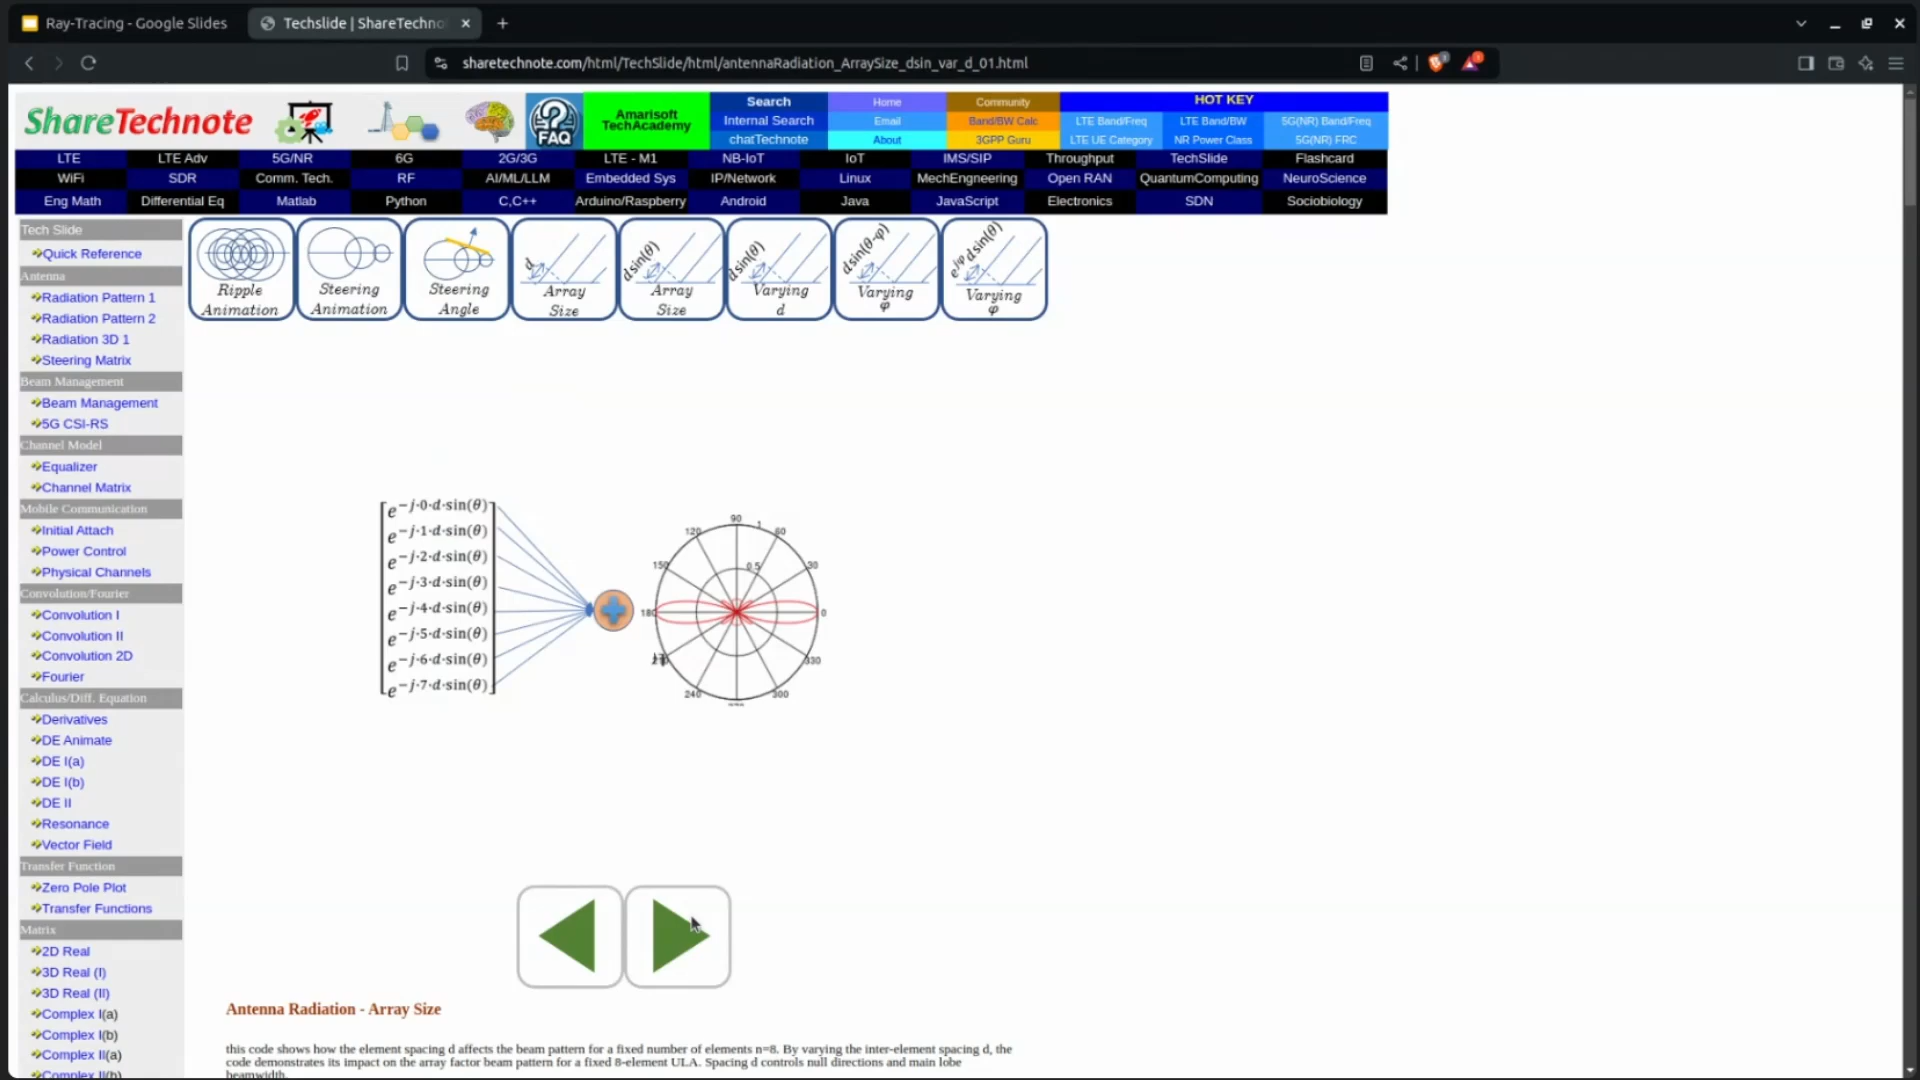 Ray-Tracing - Google Slides
Techslide | ShareTechno
sharetechnote.com/html/TechSlide/html/antennaRadiation_ArraySize_dsin_var_d_01.html
ShareTechnote
FAQ
Amarisoft
TechAcademy
Search
Internal Search
chatTechnote
Home
Email
About
Community
Band/BW Calc
3GPP Guru
HOT KEY
LTE Band/Freq LTE Band/BW 5G(NR) Band/Freq
LTE UE Category NR Power Class 5G(NR) FRC
LTE LTE Adv 5G/NR 6G 2G/3G LTE - M1 NB-IoT IoT IMS/SIP Throughput TechSlide Flashcard
WiFi SDR Comm. Tech. RF AI/ML/LLM Embedded Sys IP/Network Linux MechEngneering Open RAN QuantumComputing NeuroScience
Eng Math Differential Eq Matlab Python C,C++ Arduino/Raspberry Android Java JavaScript Electronics SDN Sociobiology
Tech Slide
Quick Reference
Antenna
Radiation Pattern 1
Radiation Pattern 2
Radiation 3D 1
Steering Matrix
Beam Management
Beam Management
5G CSI-RS
Channel Model
Equalizer
Channel Matrix
Mobile Communication
Initial Attach
Power Control
Physical Channels
Convolution/Fourier
Convolution I
Convolution II
Convolution 2D
Fourier
Calculus/Diff. Equation
Derivatives
DE Animate
DE I(a)
DE I(b)
DE II
Resonance
Vector Field
Transfer Function
Zero Pole Plot
Transfer Functions
Matrix
2D Real
3D Real (I)
3D Real (II)
Complex I(a)
Complex I(b)
Complex II(a)
Complex II(b)
Ripple
Animation
Steering
Animation
Steering
Angle
d
Array
Size
dsin(θ)
Array
Size
dsin(θ)
Varying
d
dsin(θ-φ)
Varying
φ
e^jφ dsin(θ)
Varying
φ
e^−j·0·d·sin(θ)
e^−j·1·d·sin(θ)
e^−j·2·d·sin(θ)
e^−j·3·d·sin(θ)
e^−j·4·d·sin(θ)
e^−j·5·d·sin(θ)
e^−j·6·d·sin(θ)
e^−j·7·d·sin(θ)
90 1
120 60
150 0.5 30
180 0
330
240 300
Antenna Radiation - Array Size
this code shows how the element spacing d affects the beam pattern for a fixed number of elements n=8. By varying the inter-element spacing d, the
code demonstrates its impact on the array factor beam pattern for a fixed 8-element ULA. Spacing d controls null directions and main lobe
beamwidth.